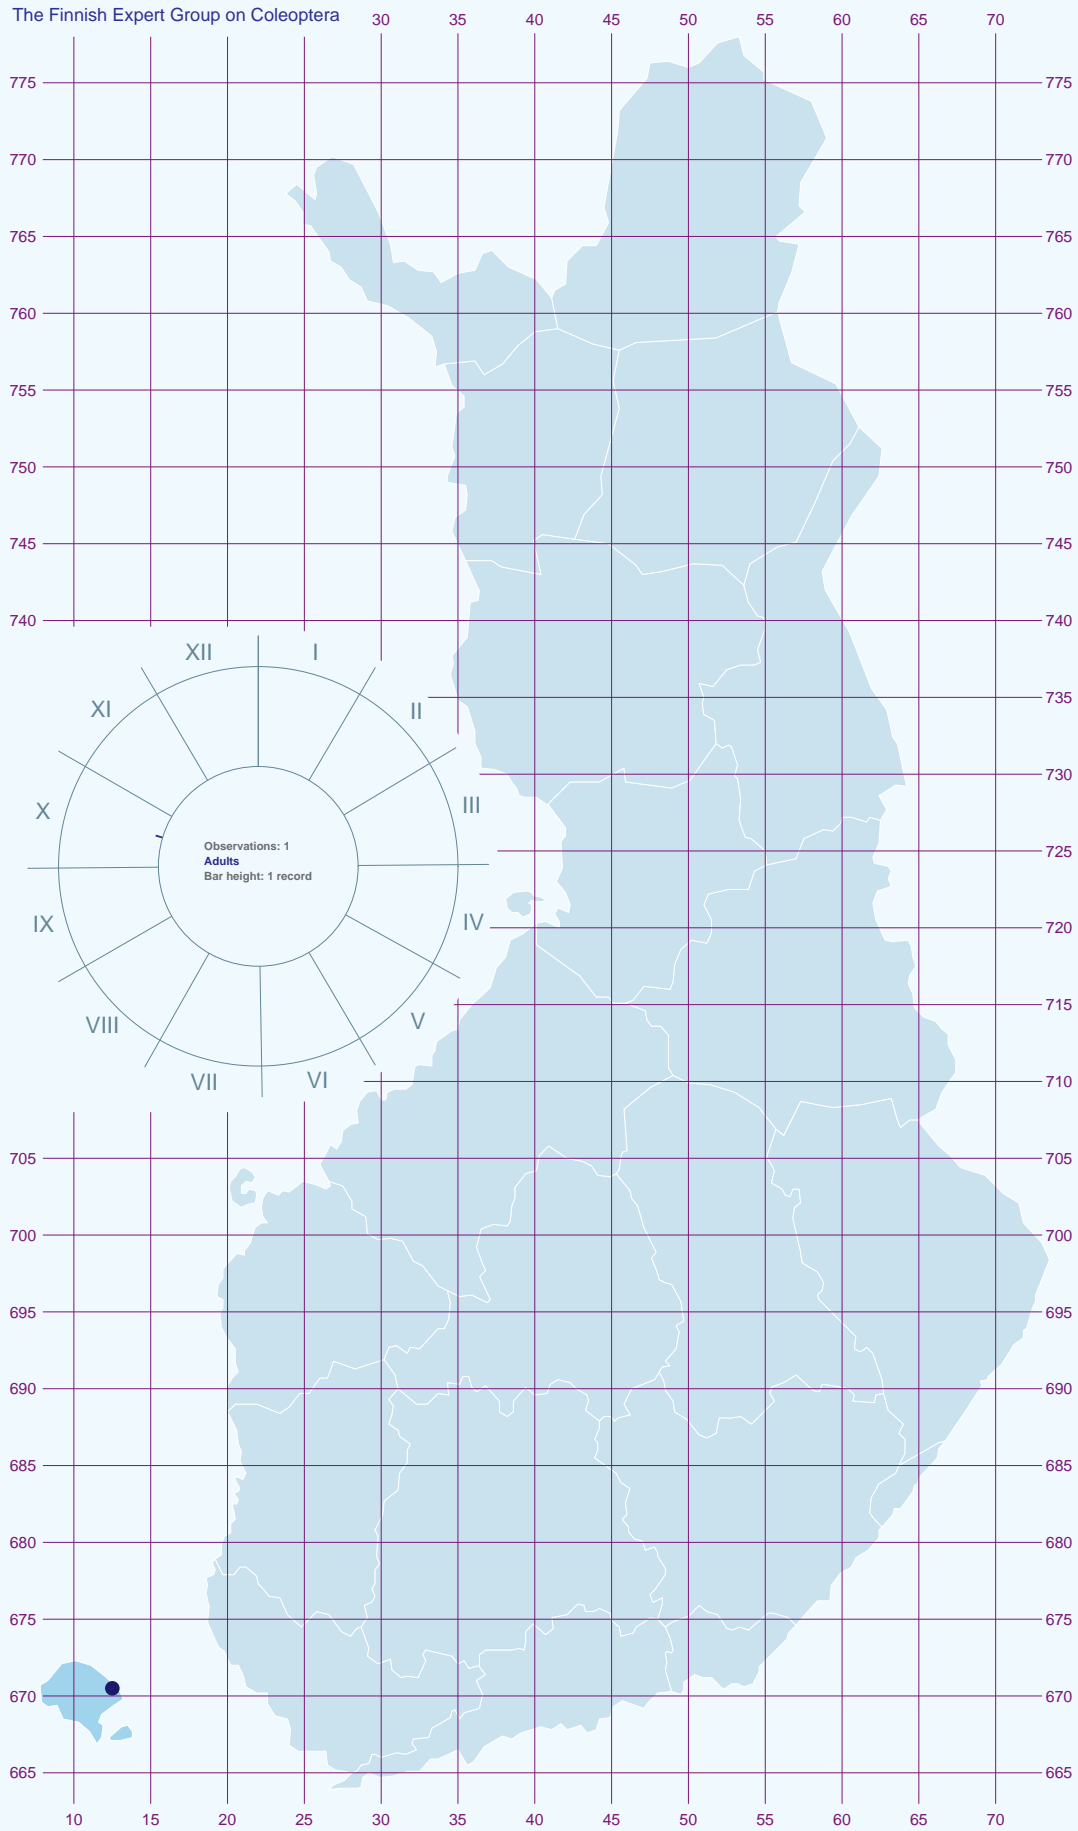 The Finnish Expert Group on Coleoptera 30 35 40 45 50 55 60 65 70
775 775
770 770
765 765
760 760
755 755
750 750
745 745
740 740
XII I
XI II
735
730
X III
Observations: 1
Adults
Bar height: 1 record
725
IX IV
720
715
VIII V
VII VI
710
705 705
700 700
695 695
690 690
685 685
680 680
675 675
670 670
665 665
10 15 20 25 30 35 40 45 50 55 60 65 70